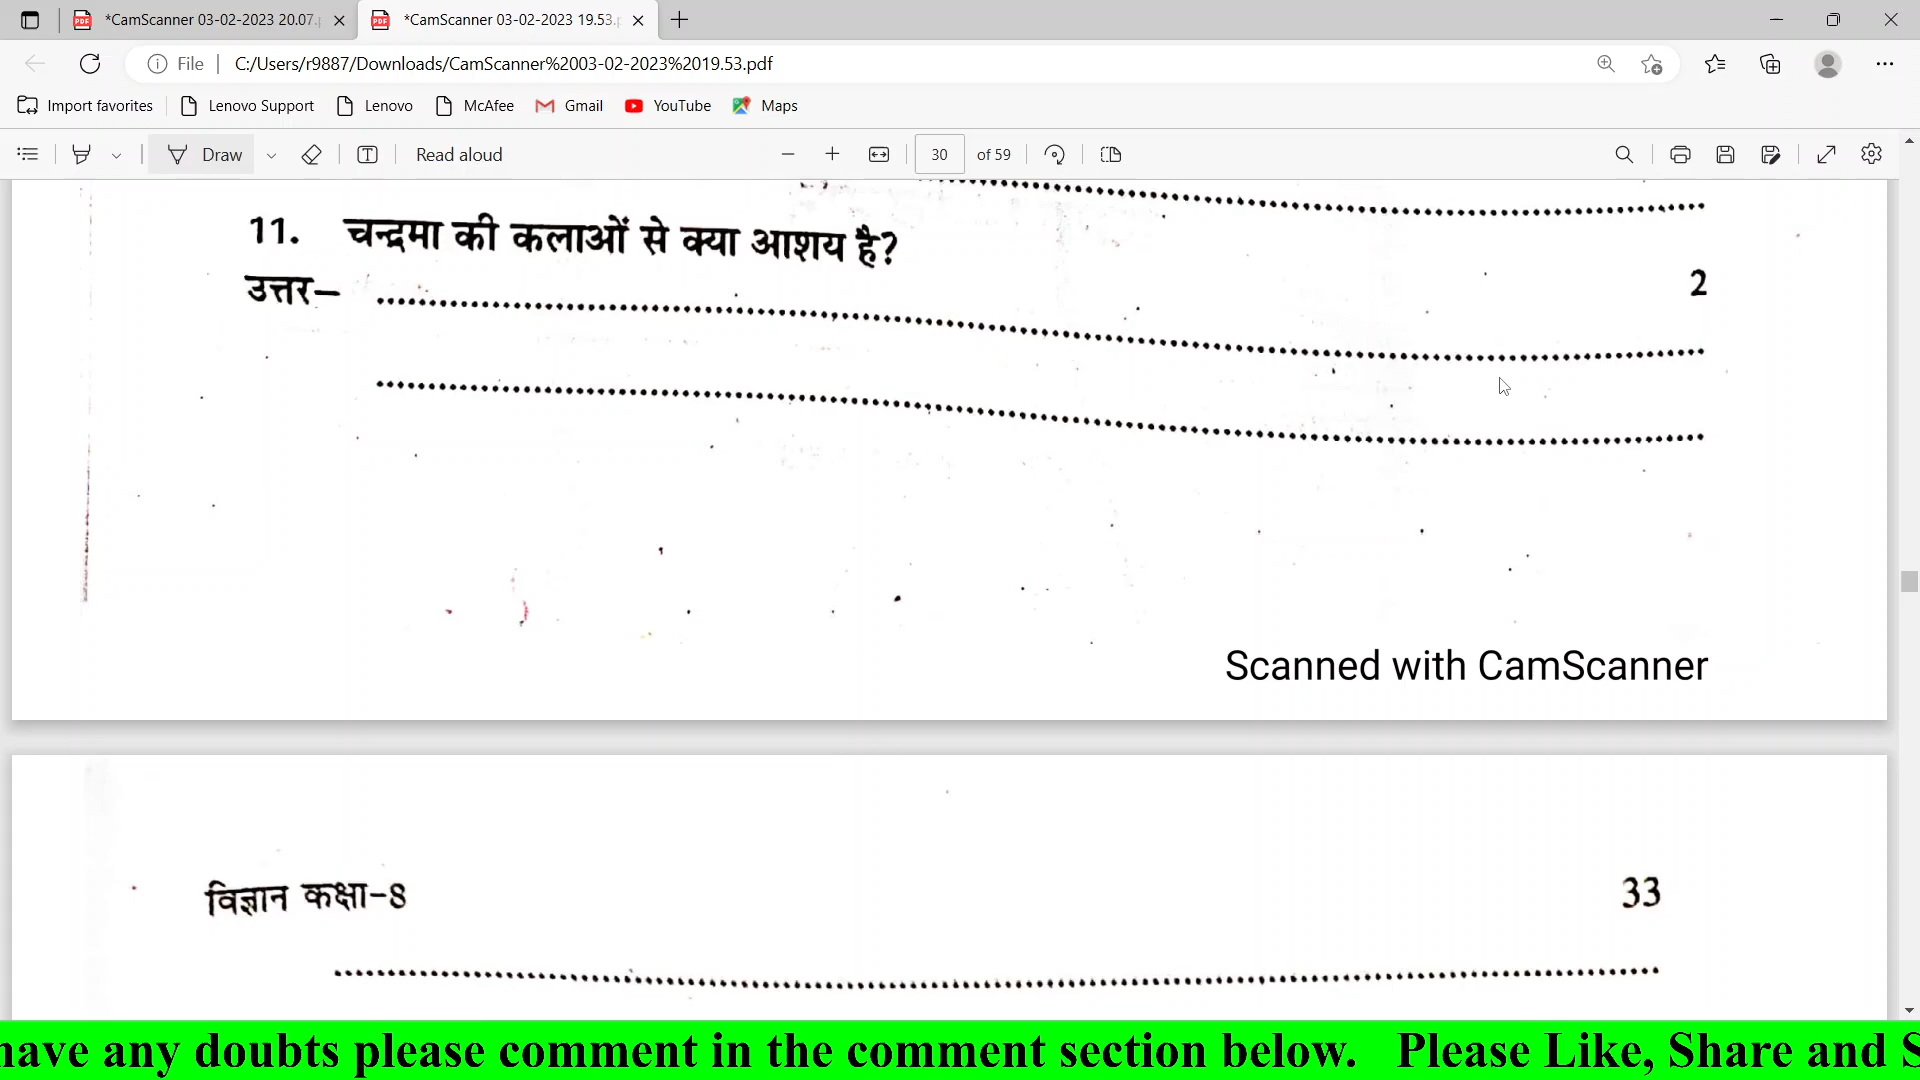 *CamScanner 03-02-2023 20.07.
*CamScanner 03-02-2023 19.53.
File
C:/Users/r9887/Downloads/CamScanner%2003-02-2023%2019.53.pdf
Import favorites
Lenovo Support
Lenovo
McAfee
Gmail
YouTube
Maps
Draw
Read aloud
30
of 59
11. चन्द्रमा की कलाओं से क्या आशय है?
2
उत्तर–
Scanned with CamScanner
विज्ञान कक्षा-8
33
have any doubts please comment in the comment section below. Please Like, Share and S